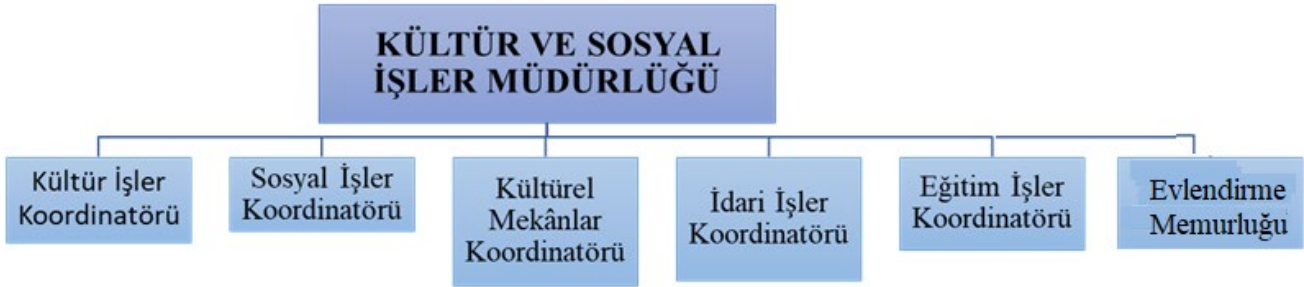 KÜLTÜR VE SOSYAL
İŞLER MÜDÜRLÜĞÜ
Kültür İşler
Koordinatörü
Sosyal İşler
Koordinatörü
Kültürel
Mekânlar
Koordinatörü
İdari İşler
Koordinatörü
Eğitim İşler
Koordinatörü
Evlendirme
Memurluğu